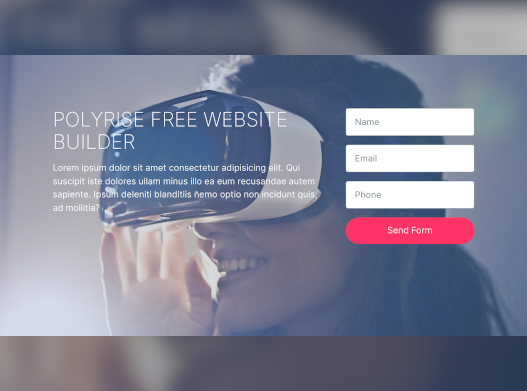 POLYRISE FREE WEBSITE
BUILDER
Lorem ipsum dolor sit amet consectetur adipisicing elit. Qui
suscipit iste dolores ullam minus illo ea eum recusandae autem
sapiente. Ipsum deleniti blanditiis nemo optio non incidunt quis,
ad mollitia?
Name
Email
Phone
Send Form